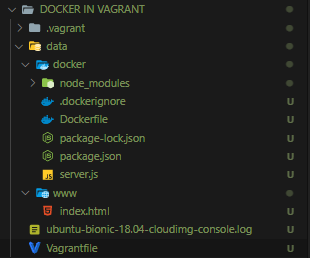 DOCKER IN VAGRANT
.vagrant
data
docker
node_modules
.dockerignore U
Dockerfile U
package-lock.json U
package.json U
server.js U
www
index.html U
ubuntu-bionic-18.04-cloudimg-console.log U
Vagrantfile U